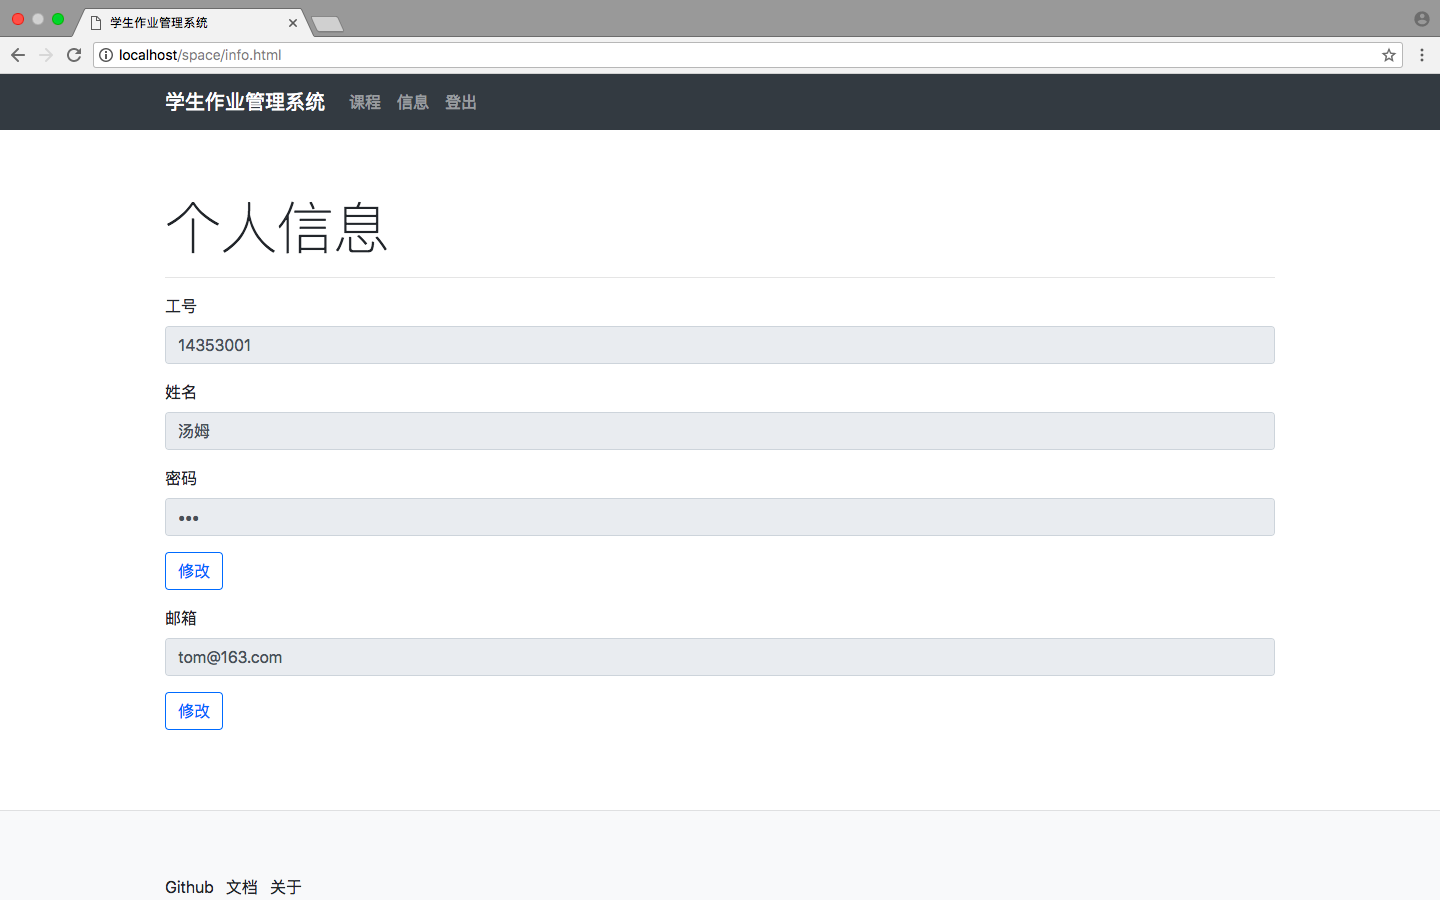 学生作业管理系统
localhost/space/info.html
学生作业管理系统 课程 信息 登出
个人信息
工号
14353001
姓名
汤姆
密码
•••
修改
邮箱
tom@163.com
修改
Github 文档 关于